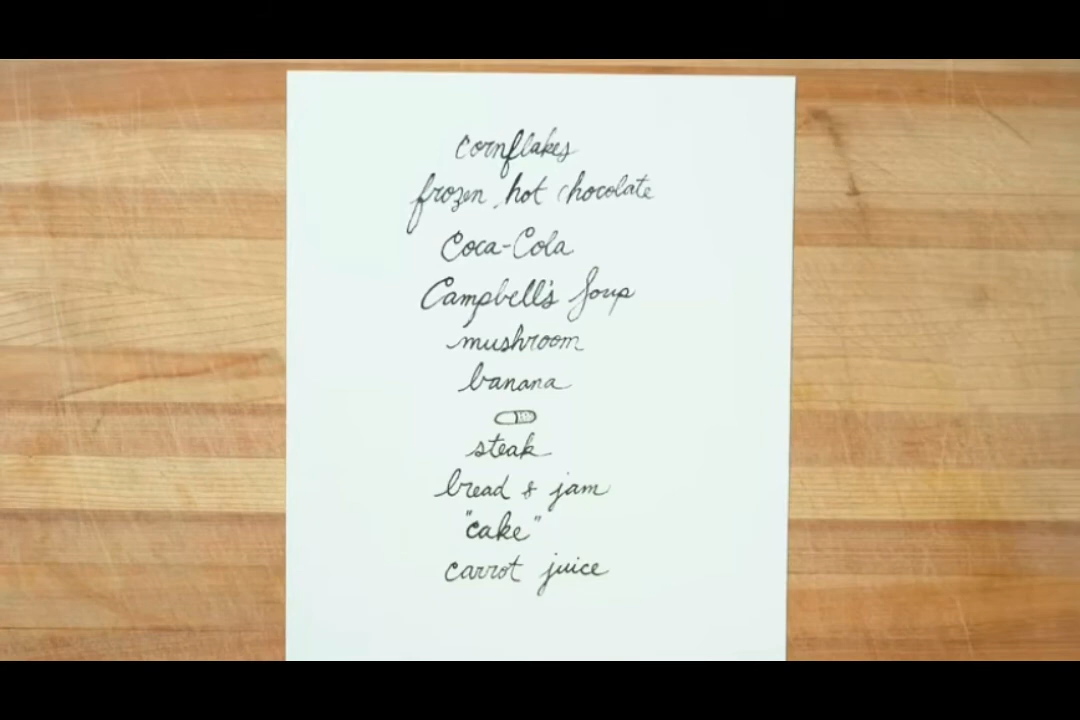 cornflakes
frozen hot chocolate
Coca-Cola
Campbell's Soup
mushroom
banana
steak
bread & jam
"cake"
carrot juice